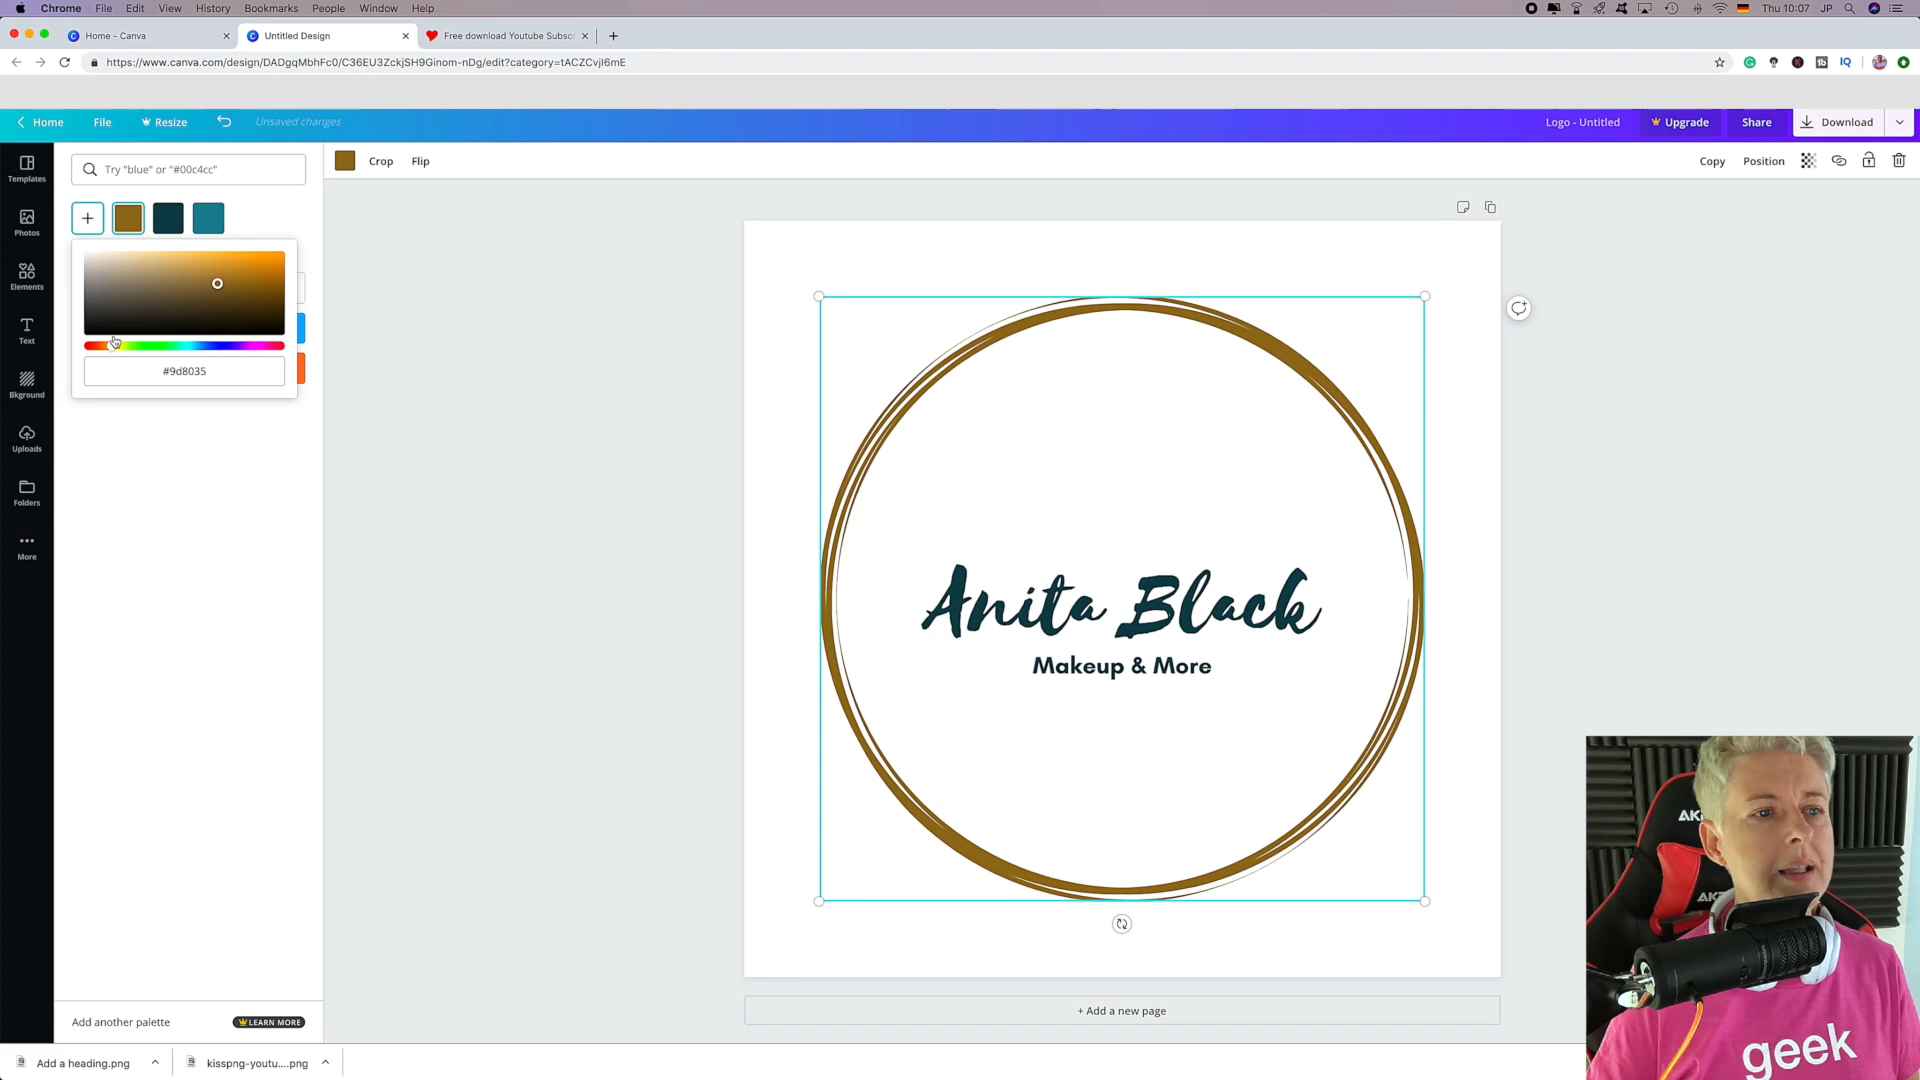 Chrome File Edit View History Bookmarks People Window Help
Thu 10:07 JP
Home - Canva
Untitled Design
Free download Youtube Subsc
https://www.canva.com/design/DADgqMbhFc0/C36EU3ZckjSH9Ginom-nDg/edit?category=tACZCvjI6mE
Home File Resize Unsaved changes Logo - Untitled Upgrade Share Download
Try "blue" or "#00c4cc"
Crop Flip Copy Position
Templates
Photos
Elements
Text
Bkground
Uploads
Folders
More
#9d8035
Anita Black
Makeup & More
+ Add a new page
Add another palette LEARN MORE
Add a heading.png
kisspng-youtu....png
geek